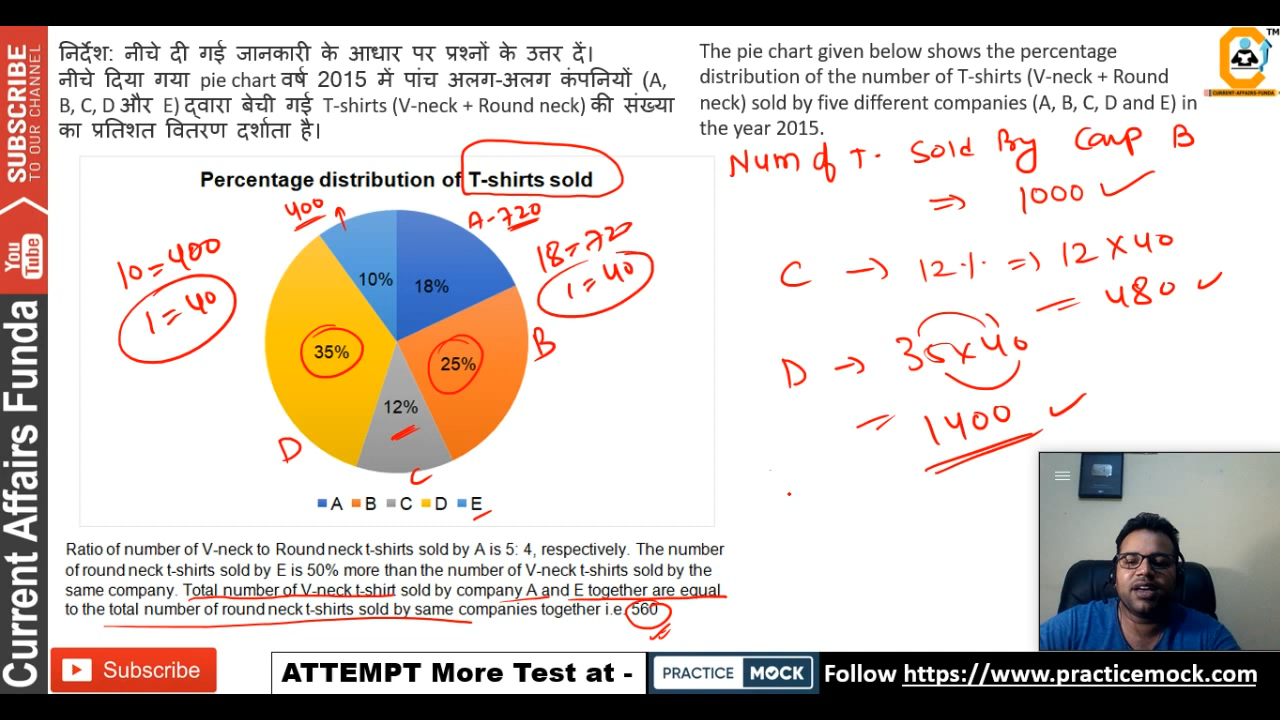 SUBSCRIBE
TO OUR CHANNEL
You Tube
Current Affairs Funda
निर्देश: नीचे दी गई जानकारी के आधार पर प्रश्नों के उत्तर दें।
नीचे दिया गया pie chart वर्ष 2015 में पांच अलग-अलग कंपनियों (A,
B, C, D और E) द्वारा बेची गई T-shirts (V-neck + Round neck) की संख्या
का प्रतिशत वितरण दर्शाता है।
The pie chart given below shows the percentage
distribution of the number of T-shirts (V-neck + Round
neck) sold by five different companies (A, B, C, D and E) in
the year 2015.
TM
CURRENT-AFFAIRS-FUNDA
Percentage distribution of T-shirts sold
400
A-720
10=400
1=40
18=720
1=40
10%
18%
35%
25%
12%
B
D
C
A B C D E
Num of T. Sold By Comp B
⇒ 1000 ✓
C → 12% ⇒ 12×40
= 480 ✓
D → 35×40
= 1400 ✓
Ratio of number of V-neck to Round neck t-shirts sold by A is 5: 4, respectively. The number
of round neck t-shirts sold by E is 50% more than the number of V-neck t-shirts sold by the
same company. Total number of V-neck t-shirt sold by company A and E together are equal
to the total number of round neck t-shirts sold by same companies together i.e. 560
Subscribe
ATTEMPT More Test at -
PRACTICE MOCK
Follow https://www.practicemock.com/